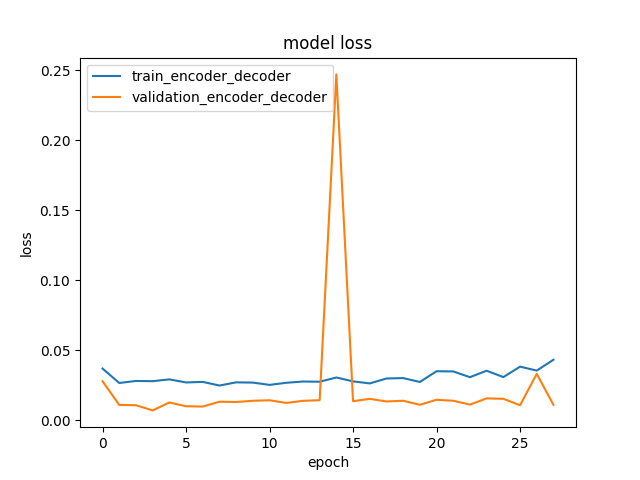 model loss
train_encoder_decoder
validation_encoder_decoder
0.25
0.20
0.15
0.10
0.05
0.00
loss
0 5 10 15 20 25
epoch